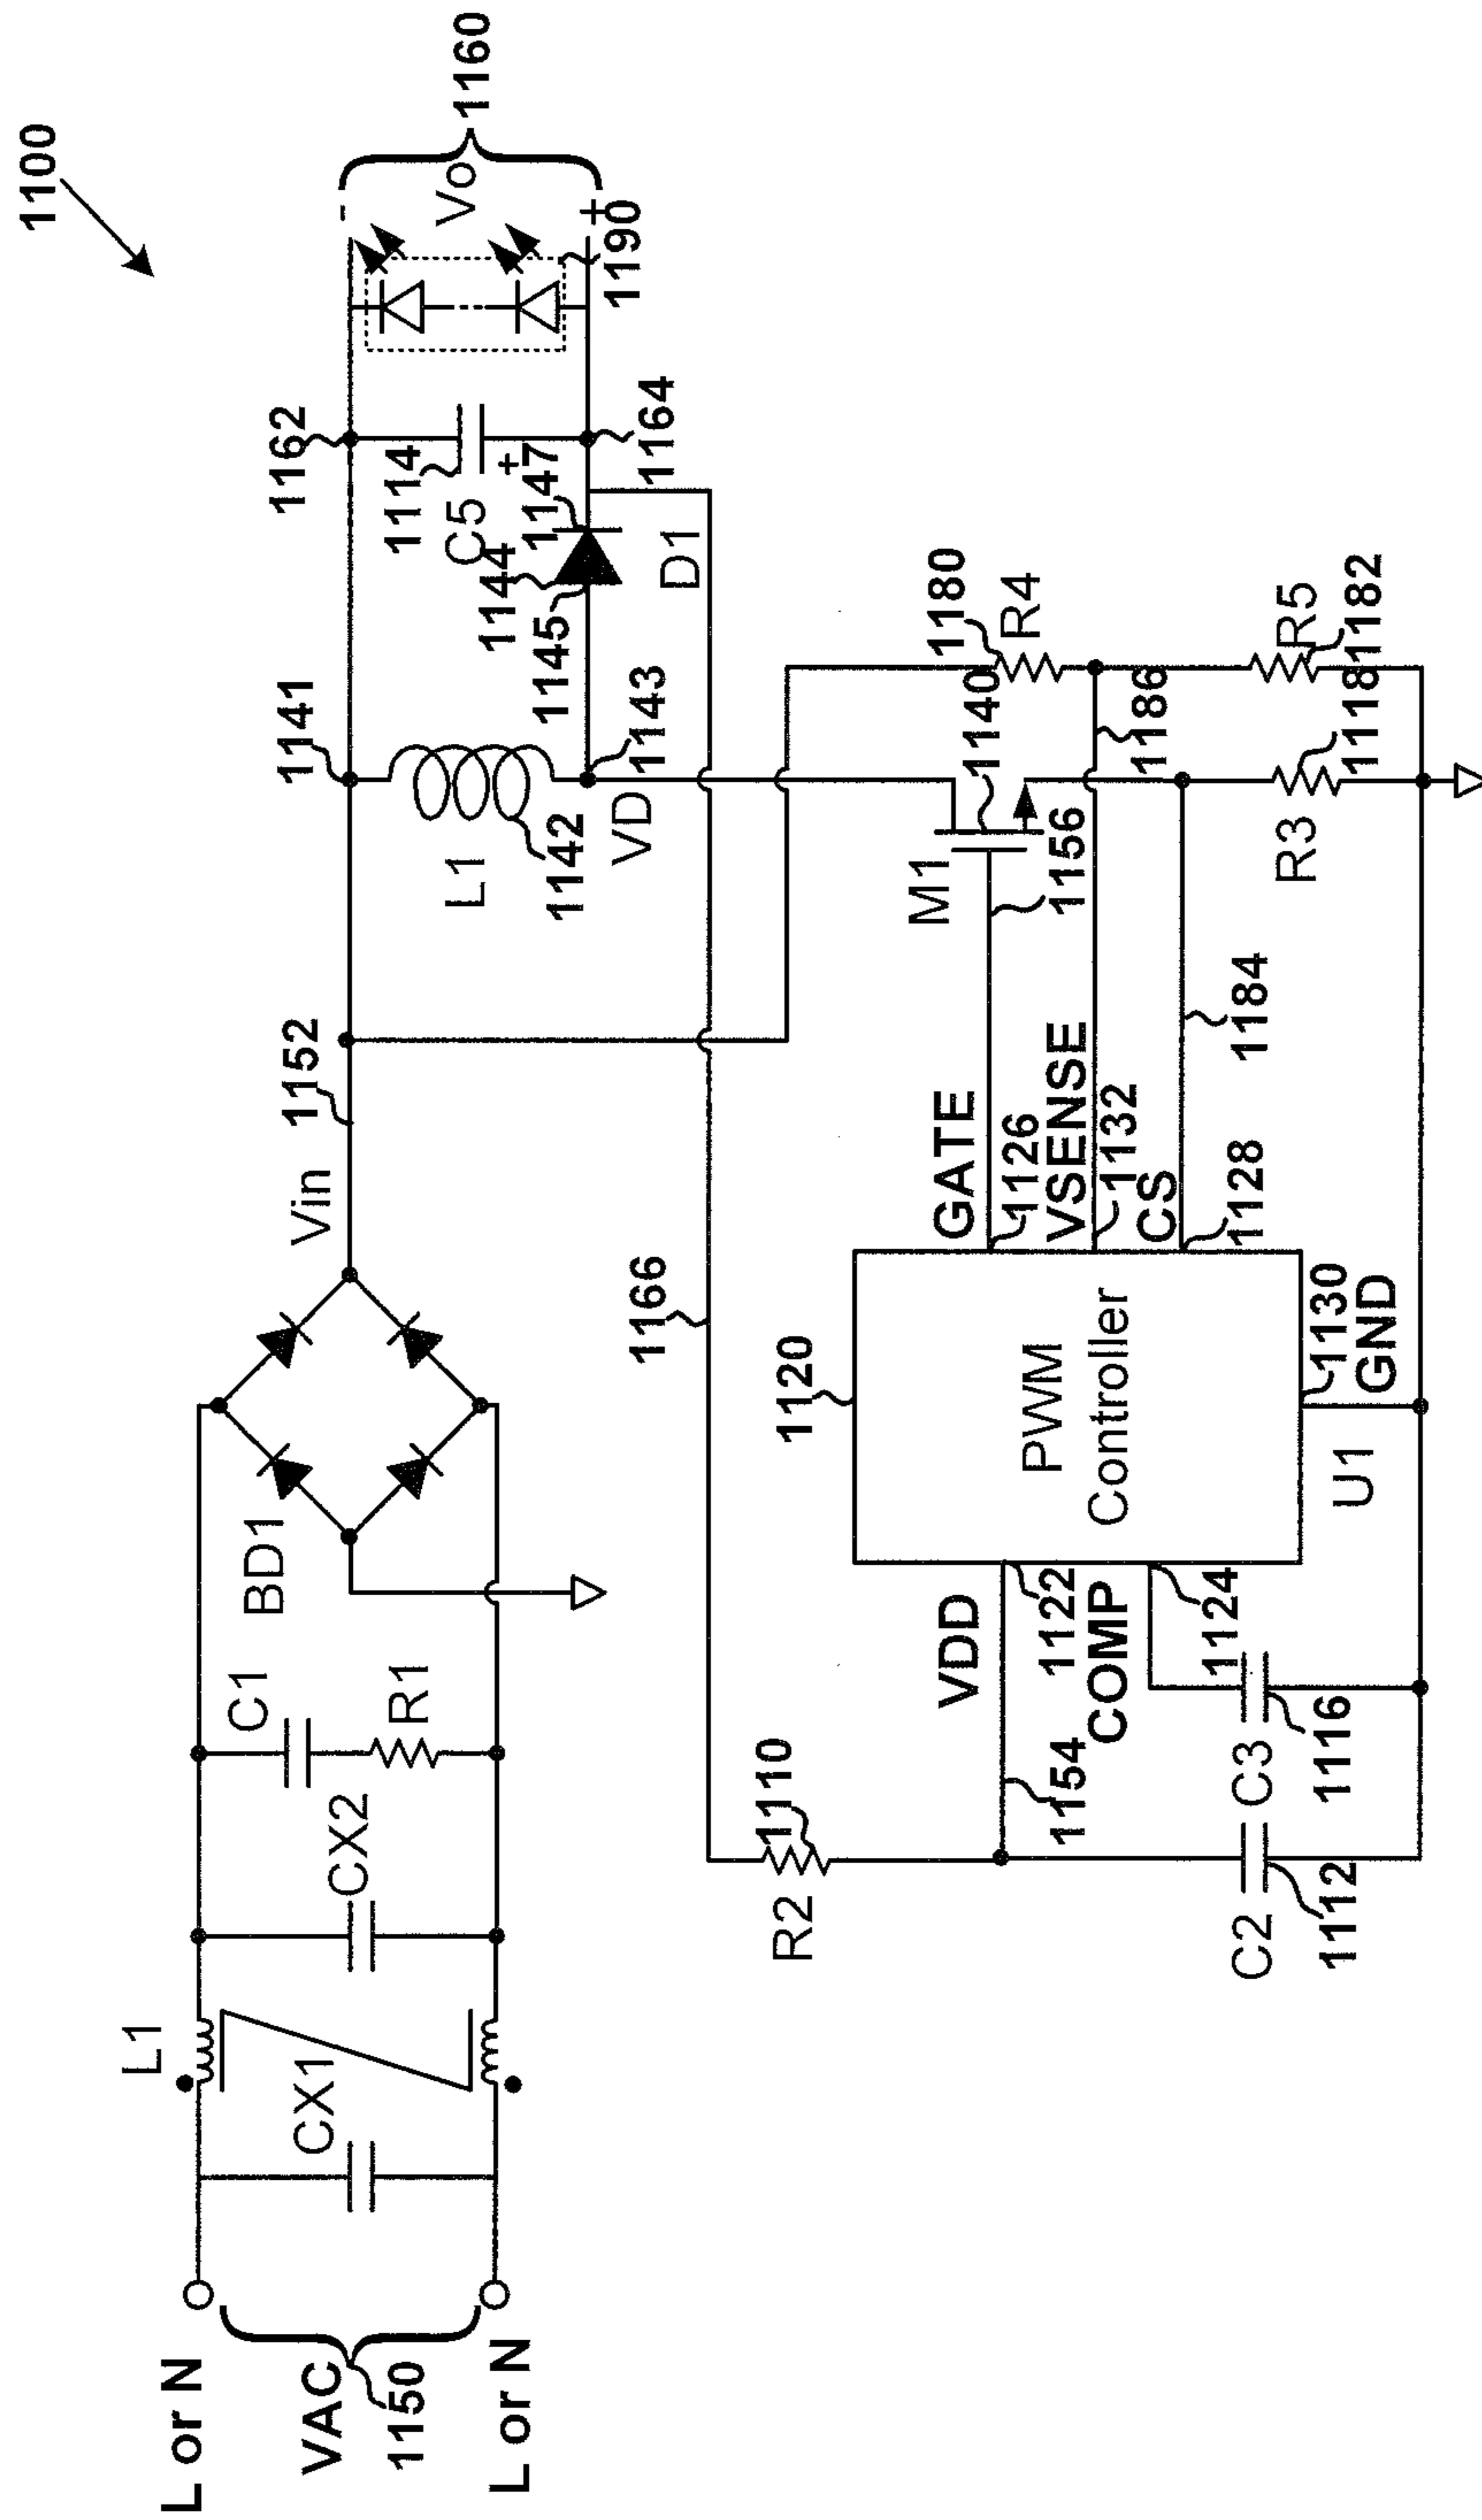 1100
L or N
VAC
1150
L or N
L1
CX1
CX2
C1
R1
BD1
Vin
1152
1141
L1
1142
VD
1143
1145
1144
1147
D1
1162
1114
C5
+
1164
-
Vo
+
1160
1190
1166
R2
1110
VDD
1154
1122
COMP
1124
C2
1112
C3
1116
1120
PWM
Controller
U1
1130
GND
GATE
1126
VSENSE
1132
CS
1128
1184
M1
1140
1156
1186
1180
R4
R3
1118
R5
1182